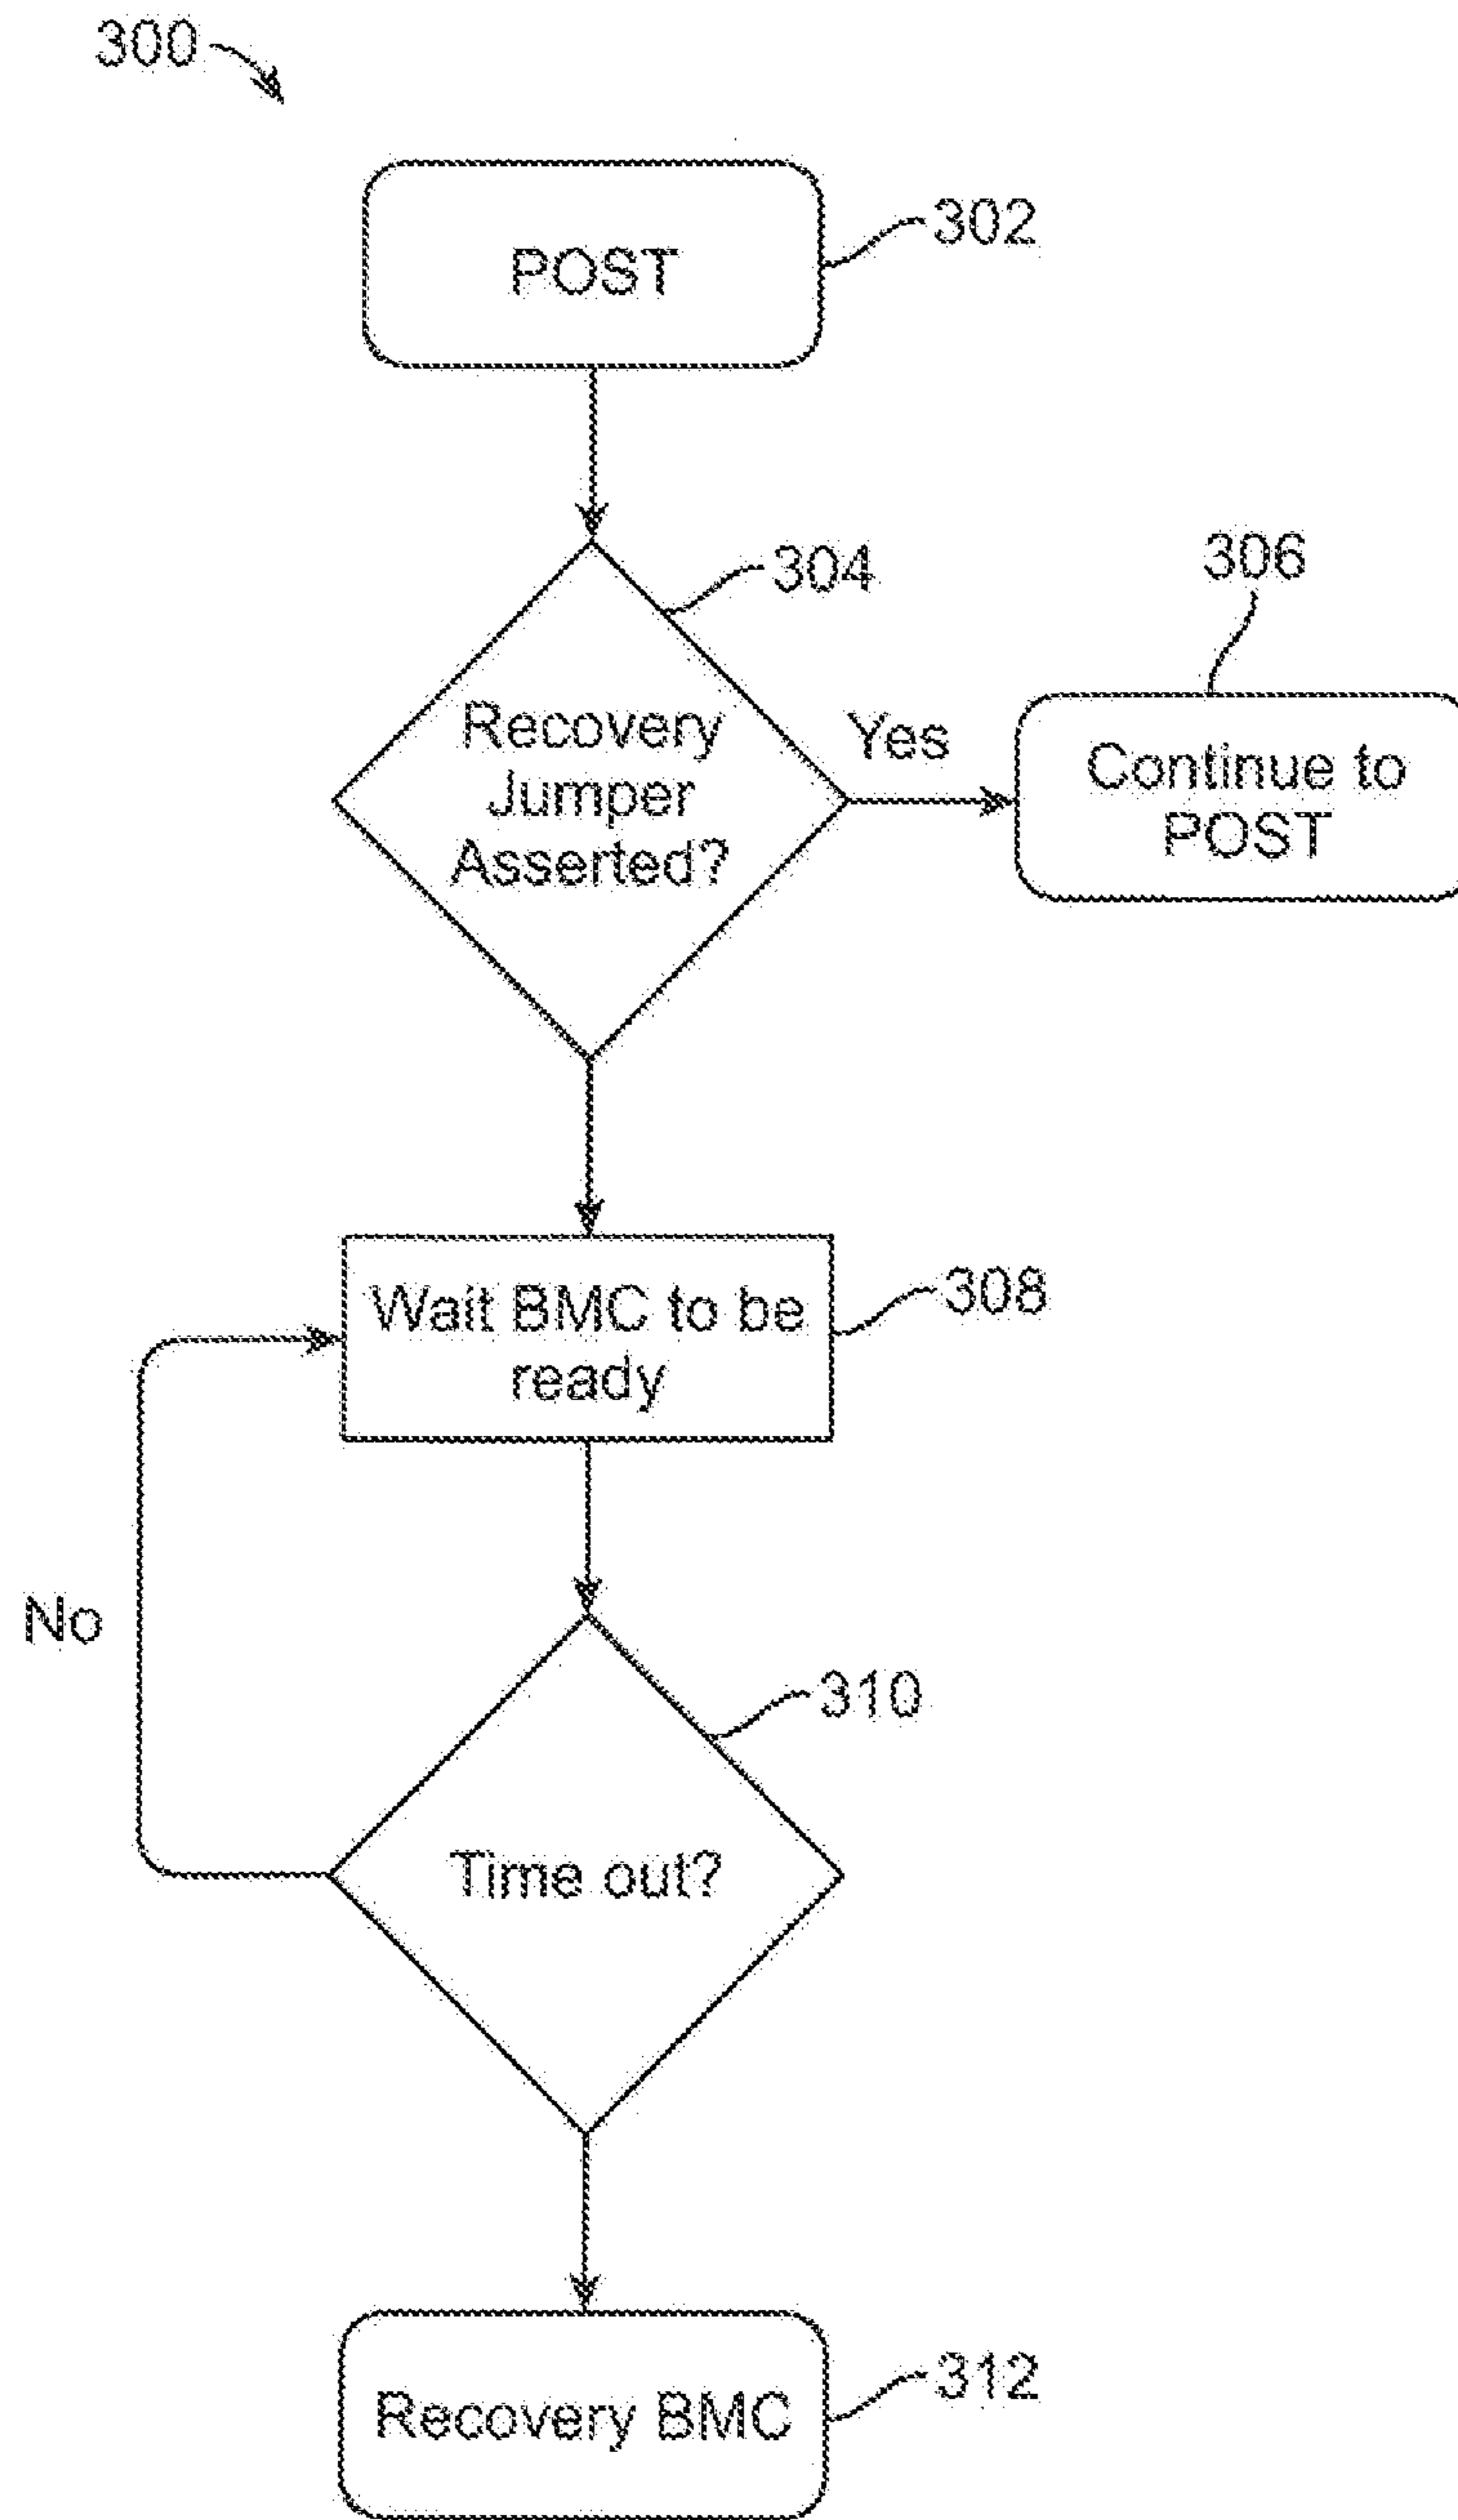 300
POST
302
304
Recovery
Jumper
Asserted?
Yes
306
Continue to
POST
Wait BMC to be
ready
308
No
310
Time out?
Recovery BMC
312